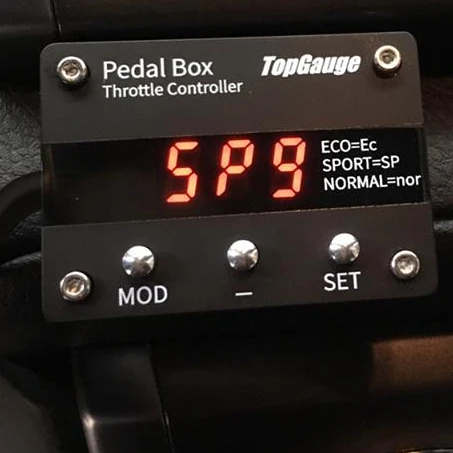 Pedal Box TopGauge
Throttle Controller
SP9 ECO=Ec
SPORT=SP
NORMAL=nor
MOD – SET